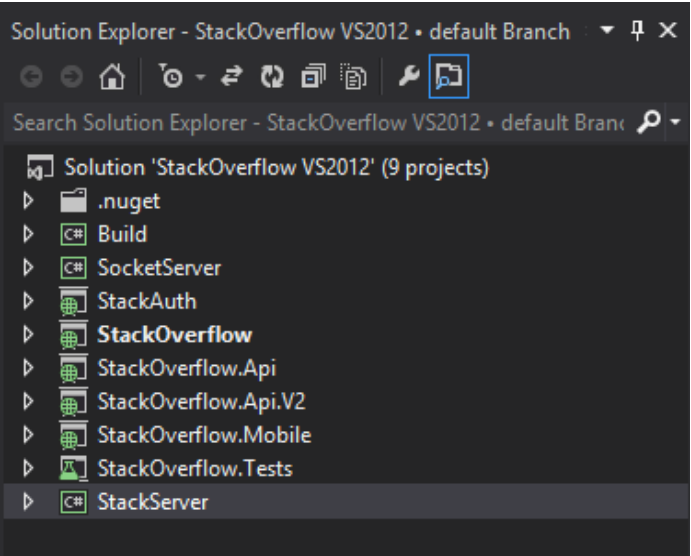 Solution Explorer - StackOverflow VS2012 • default Branch
Search Solution Explorer - StackOverflow VS2012 • default Branc
Solution 'StackOverflow VS2012' (9 projects)
.nuget
C# Build
C# SocketServer
StackAuth
StackOverflow
StackOverflow.Api
StackOverflow.Api.V2
StackOverflow.Mobile
StackOverflow.Tests
C# StackServer